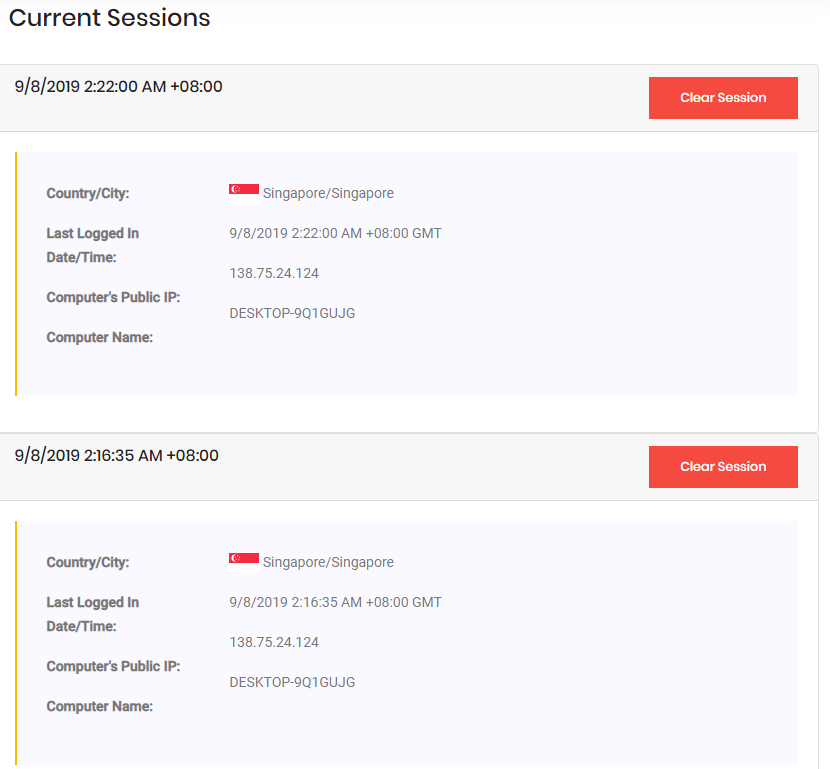 Current Sessions
9/8/2019 2:22:00 AM +08:00
Clear Session
Country/City:
Singapore/Singapore
Last Logged In
Date/Time:
9/8/2019 2:22:00 AM +08:00 GMT
138.75.24.124
Computer's Public IP:
DESKTOP-9Q1GUJG
Computer Name:
9/8/2019 2:16:35 AM +08:00
Clear Session
Country/City:
Singapore/Singapore
Last Logged In
Date/Time:
9/8/2019 2:16:35 AM +08:00 GMT
138.75.24.124
Computer's Public IP:
DESKTOP-9Q1GUJG
Computer Name: